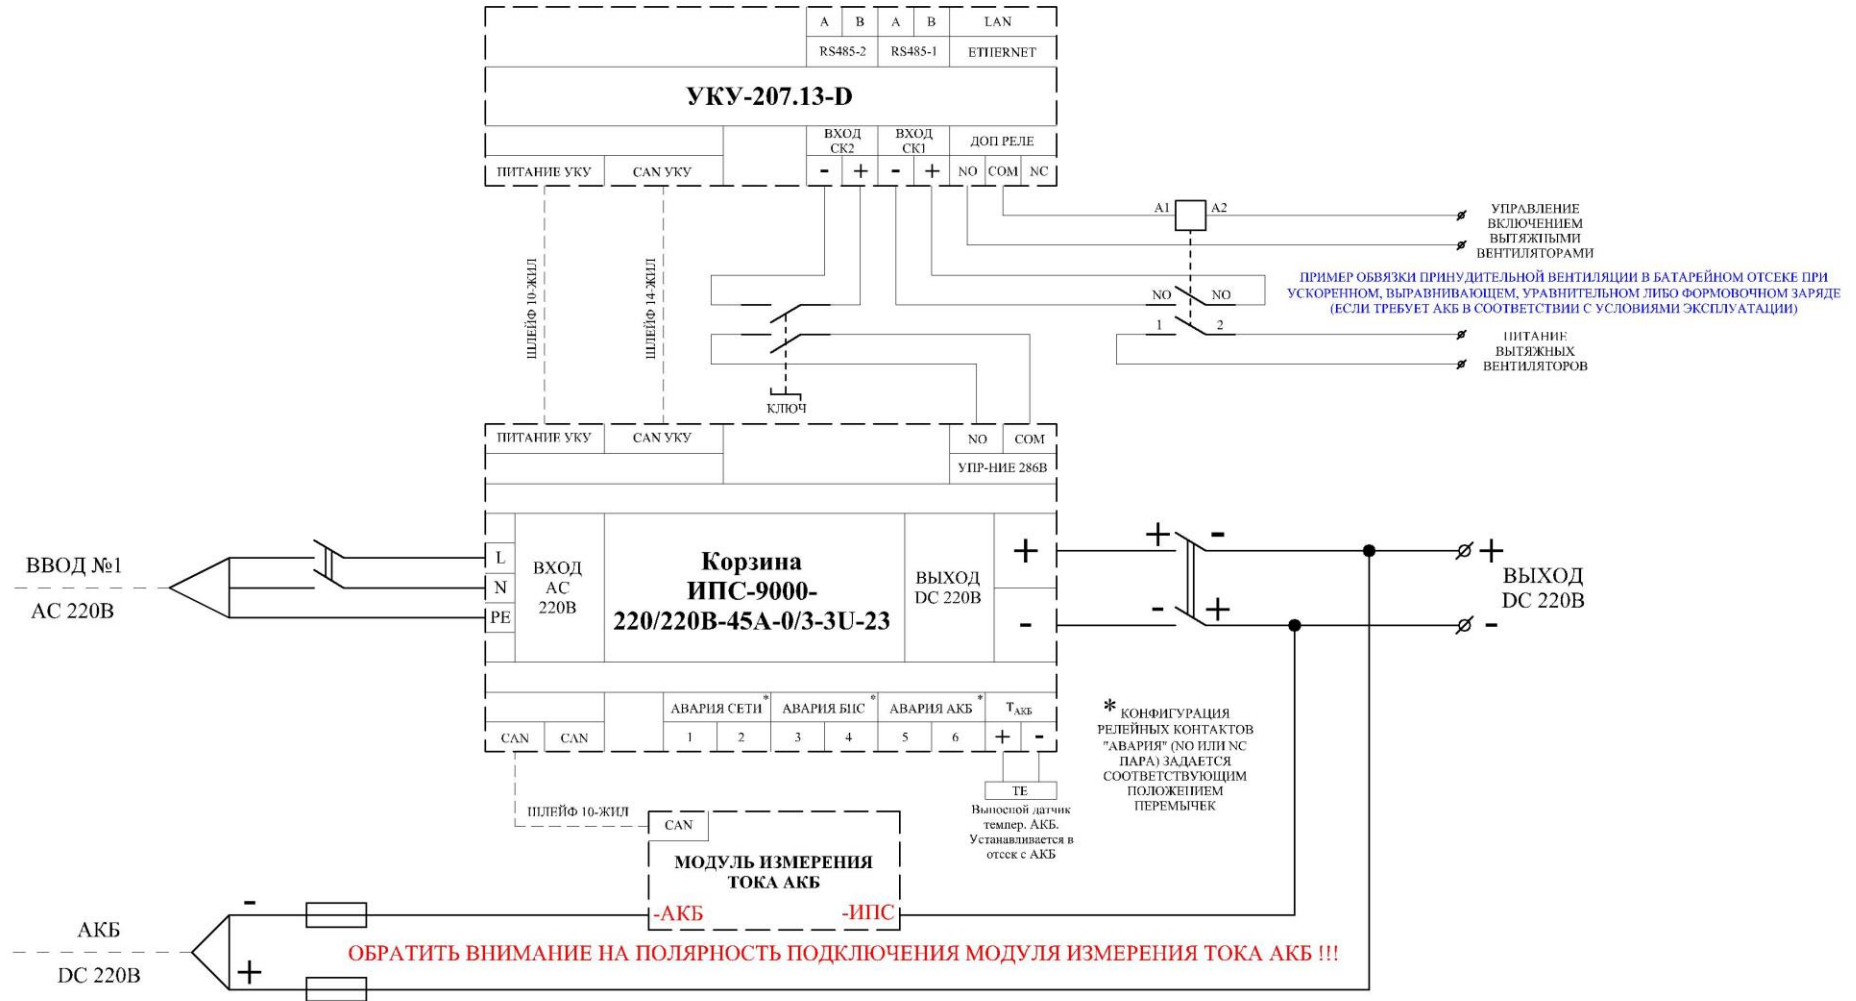 A B A B LAN
RS485-2 RS485-1 ETHERNET
УКУ-207.13-D
ВХОД СК2 ВХОД СК1 ДОП РЕЛЕ
ПИТАНИЕ УКУ CAN УКУ - + - + NO COM NC
A1 A2
УПРАВЛЕНИЕ
ВКЛЮЧЕНИЕМ
ВЫТЯЖНЫМИ
ВЕНТИЛЯТОРАМИ
ШЛЕЙФ 10-ЖИЛ
ШЛЕЙФ 14-ЖИЛ
ПРИМЕР ОБВЯЗКИ ПРИНУДИТЕЛЬНОЙ ВЕНТИЛЯЦИИ В БАТАРЕЙНОМ ОТСЕКЕ ПРИ
УСКОРЕННОМ, ВЫРАВНИВАЮЩЕМ, УРАВНИТЕЛЬНОМ ЛИБО ФОРМОВОЧНОМ ЗАРЯДЕ
(ЕСЛИ ТРЕБУЕТ АКБ В СООТВЕТСТВИИ С УСЛОВИЯМИ ЭКСПЛУАТАЦИИ)
NO NO
1 2
ПИТАНИЕ
ВЫТЯЖНЫХ
ВЕНТИЛЯТОРОВ
КЛЮЧ
ПИТАНИЕ УКУ CAN УКУ NO COM
УПР-НИЕ 286В
ВВОД №1
AC 220В
L
N
PE
ВХОД
AC
220В
Корзина
ИПС-9000-
220/220В-45А-0/3-3U-23
ВЫХОД
DC 220В
+
-
+ -
- +
+
-
ВЫХОД
DC 220В
АВАРИЯ СЕТИ* АВАРИЯ БПС* АВАРИЯ АКБ* TАКБ
CAN CAN 1 2 3 4 5 6 + -
* КОНФИГУРАЦИЯ
РЕЛЕЙНЫХ КОНТАКТОВ
"АВАРИЯ" (NO ИЛИ NC
ПАРА) ЗАДАЕТСЯ
СООТВЕТСТВУЮЩИМ
ПОЛОЖЕНИЕМ
ПЕРЕМЫЧЕК
TE
Выносной датчик
темпер. АКБ.
Устанавливается в
отсек с АКБ
ШЛЕЙФ 10-ЖИЛ
CAN
МОДУЛЬ ИЗМЕРЕНИЯ
ТОКА АКБ
-АКБ -ИПС
АКБ
DC 220В
-
+
ОБРАТИТЬ ВНИМАНИЕ НА ПОЛЯРНОСТЬ ПОДКЛЮЧЕНИЯ МОДУЛЯ ИЗМЕРЕНИЯ ТОКА АКБ !!!